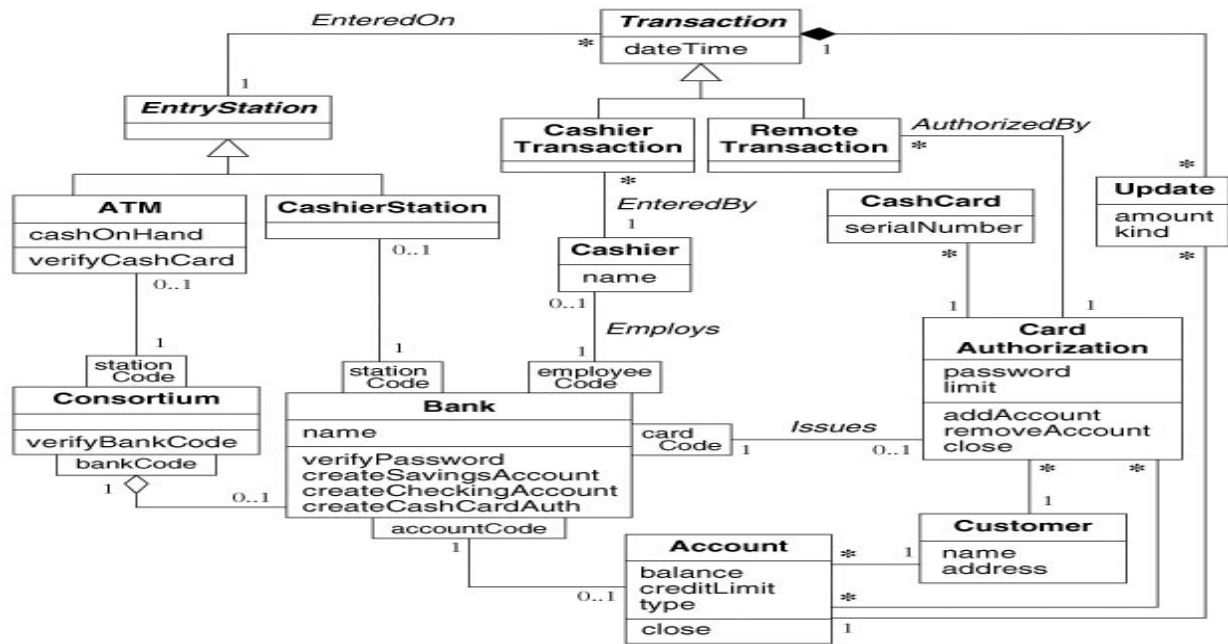 EnteredOn
Transaction
dateTime
*
1
1
EntryStation
Cashier
Transaction
Remote
Transaction
AuthorizedBy
*
*
*
ATM
cashOnHand
verifyCashCard
CashierStation
EnteredBy
CashCard
serialNumber
Update
amount
kind
1
*
*
0..1
0..1
Cashier
name
0..1
1
1
Card
Authorization
password
limit
addAccount
removeAccount
close
Employs
1
1
1
station
Code
station
Code
employee
Code
Consortium
verifyBankCode
bankCode
Bank
name
verifyPassword
createSavingsAccount
createCheckingAccount
createCashCardAuth
accountCode
card
Code
Issues
1
0..1
*
*
1
0..1
1
1
Customer
name
address
Account
balance
creditLimit
type
close
*
1
0..1
*
1